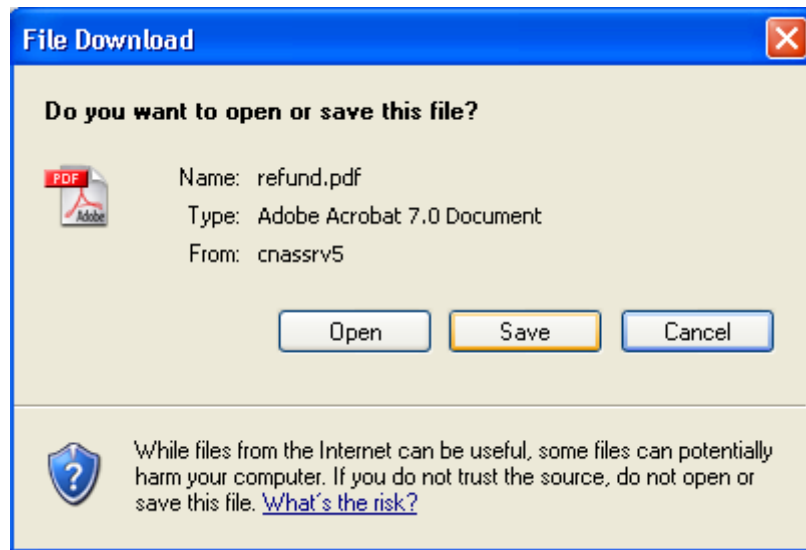 File Download
Do you want to open or save this file?
PDF
Adobe
Name: refund.pdf
Type: Adobe Acrobat 7.0 Document
From: cnassrv5
Open Save Cancel
While files from the Internet can be useful, some files can potentially
harm your computer. If you do not trust the source, do not open or
save this file. What's the risk?